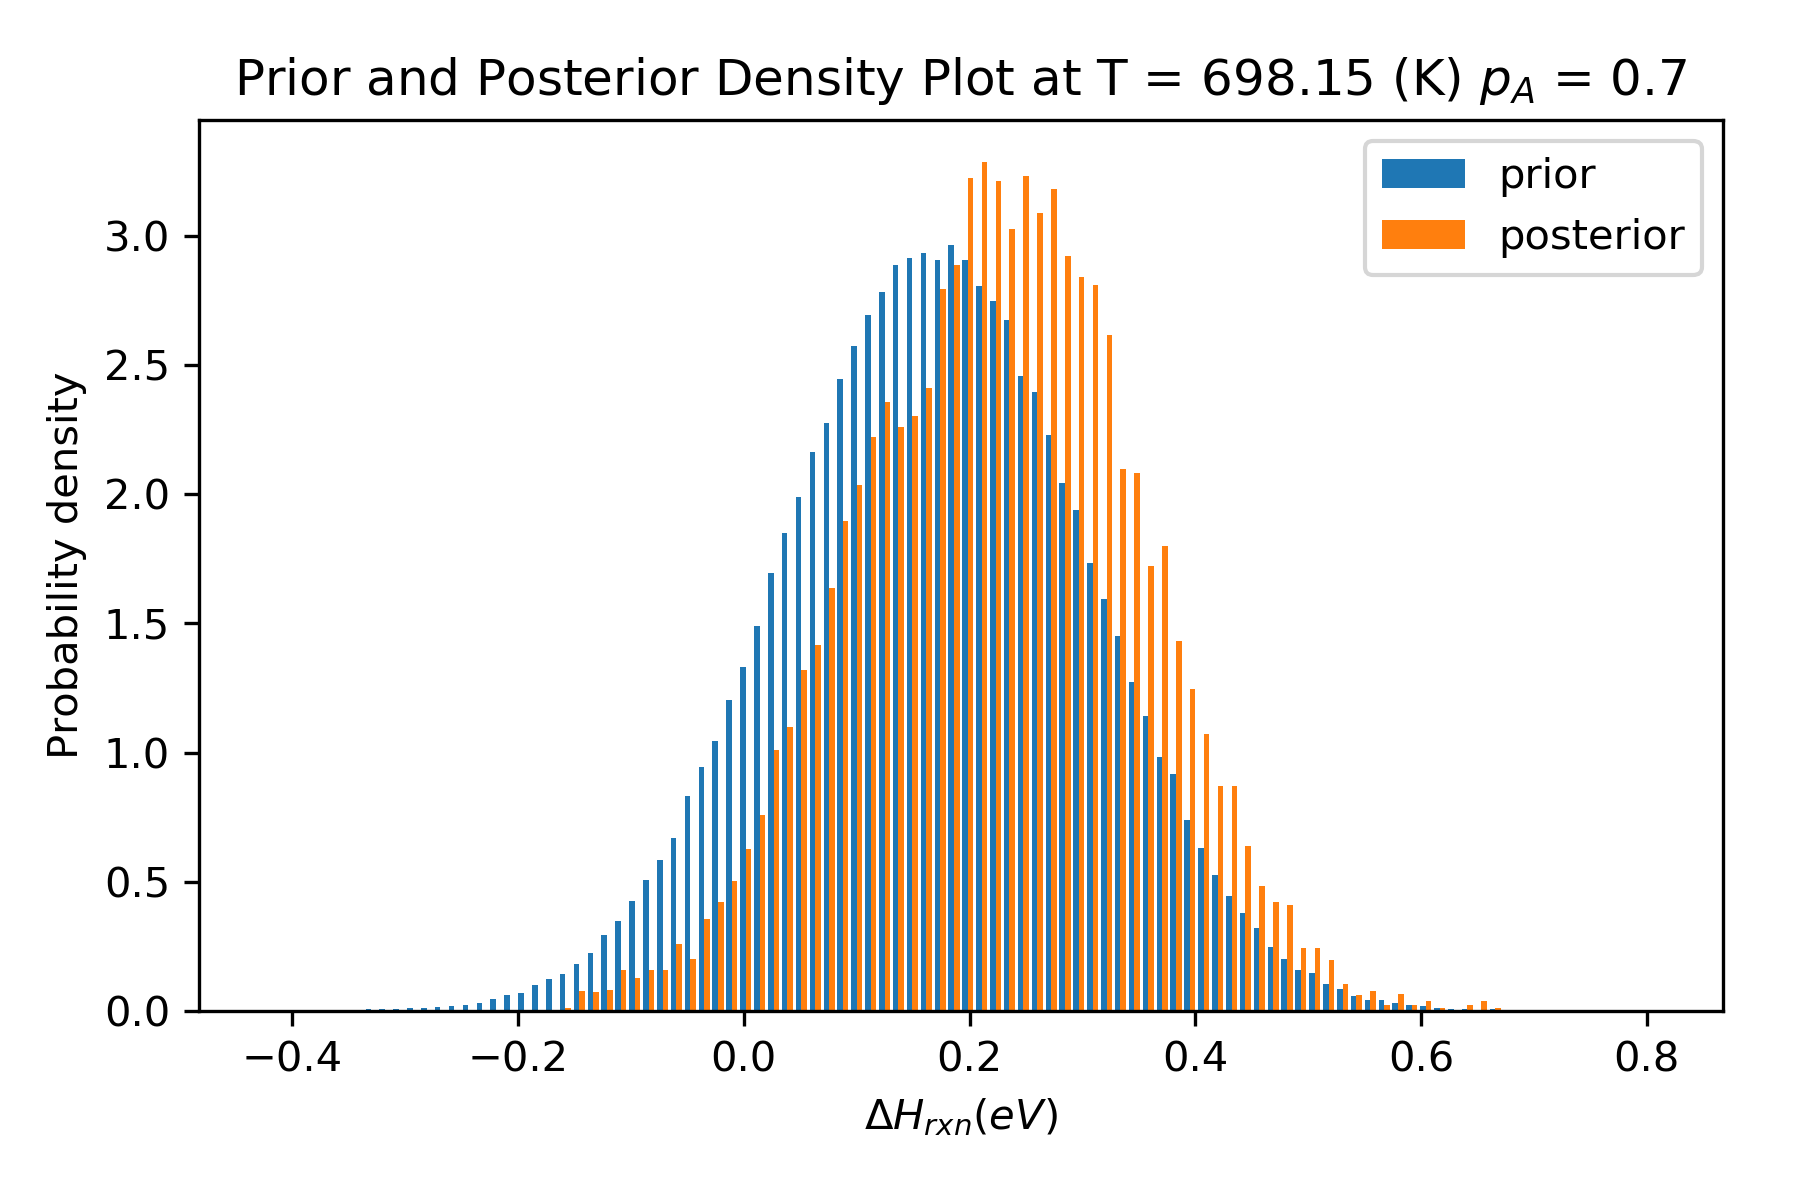 Prior and Posterior Density Plot at T = 698.15 (K) p_A = 0.7
prior
posterior
3.0
2.5
2.0
1.5
1.0
0.5
0.0
Probability density
−0.4 −0.2 0.0 0.2 0.4 0.6 0.8
ΔH_rxn(eV)